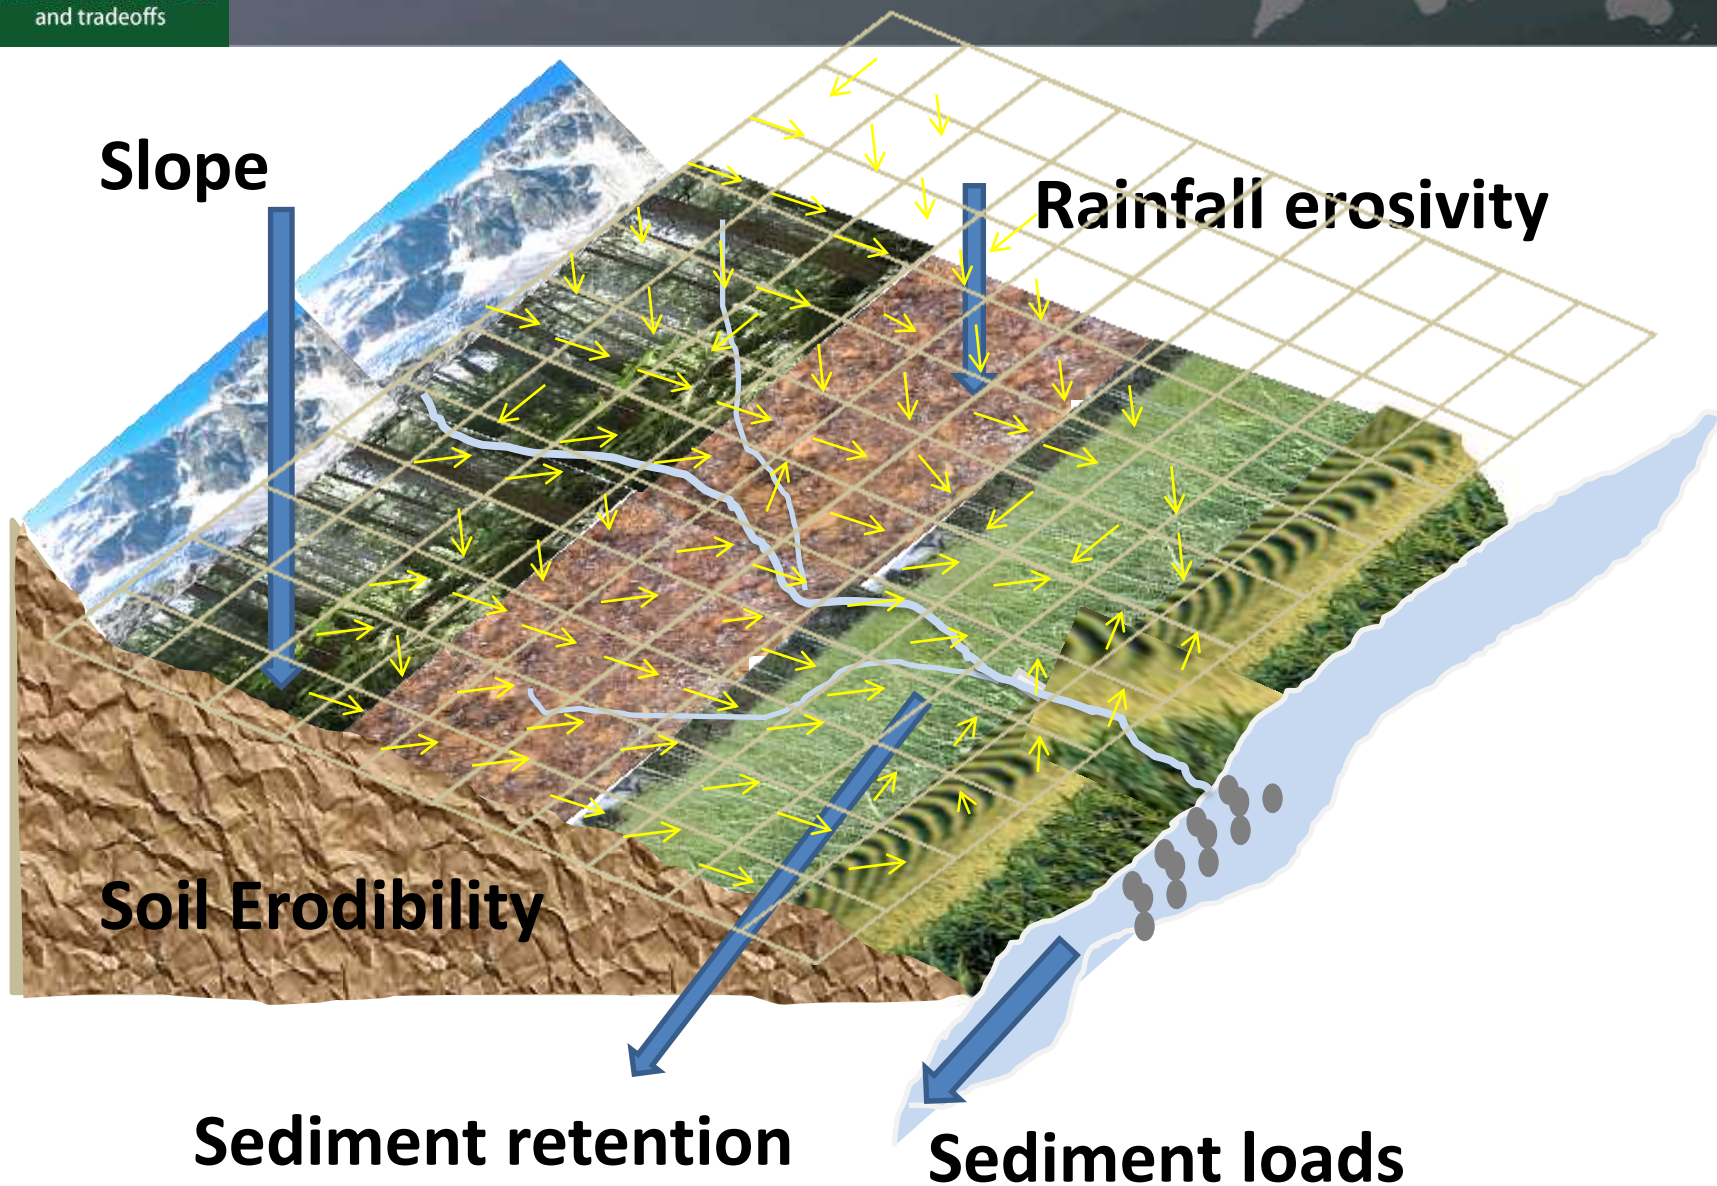 and tradeoffs
Slope
Rainfall erosivity
Soil Erodibility
Sediment retention
Sediment loads